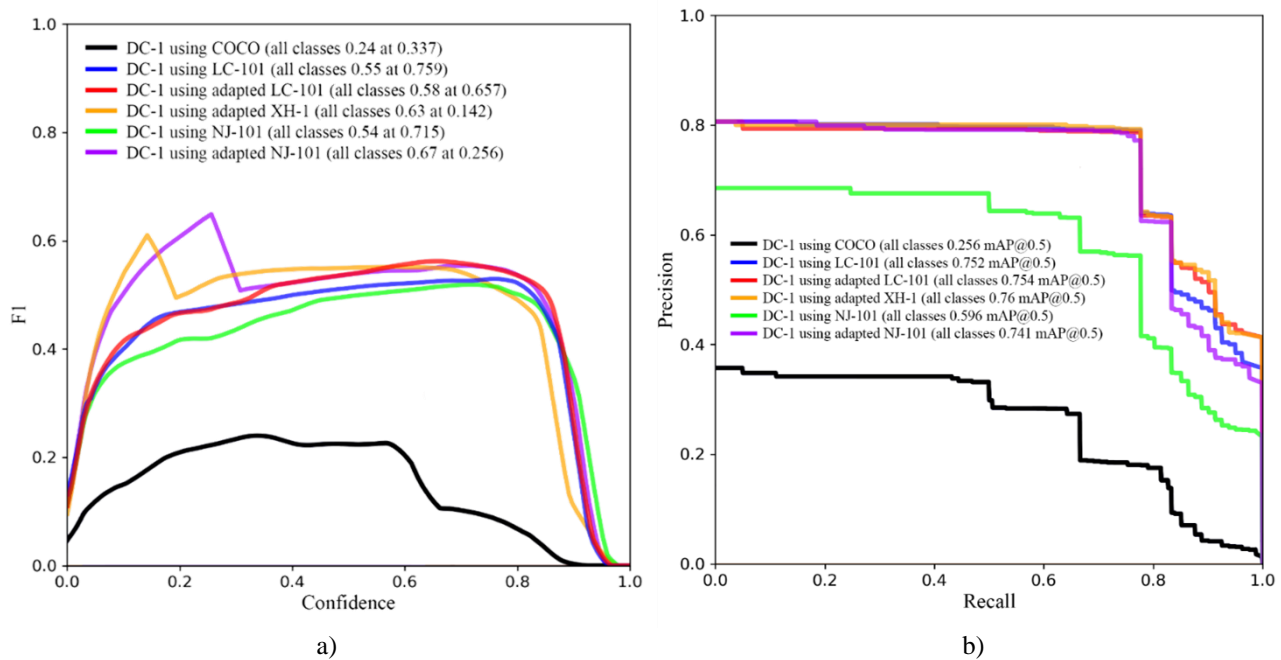 1.0
0.8
0.6
0.4
0.2
0.0
F1
DC-1 using COCO (all classes 0.24 at 0.337)
DC-1 using LC-101 (all classes 0.55 at 0.759)
DC-1 using adapted LC-101 (all classes 0.58 at 0.657)
DC-1 using adapted XH-1 (all classes 0.63 at 0.142)
DC-1 using NJ-101 (all classes 0.54 at 0.715)
DC-1 using adapted NJ-101 (all classes 0.67 at 0.256)
0.0 0.2 0.4 0.6 0.8 1.0
Confidence
a)
1.0
0.8
0.6
0.4
0.2
0.0
Precision
DC-1 using COCO (all classes 0.256 mAP@0.5)
DC-1 using LC-101 (all classes 0.752 mAP@0.5)
DC-1 using adapted LC-101 (all classes 0.754 mAP@0.5)
DC-1 using adapted XH-1 (all classes 0.76 mAP@0.5)
DC-1 using NJ-101 (all classes 0.596 mAP@0.5)
DC-1 using adapted NJ-101 (all classes 0.741 mAP@0.5)
0.0 0.2 0.4 0.6 0.8 1.0
Recall
b)